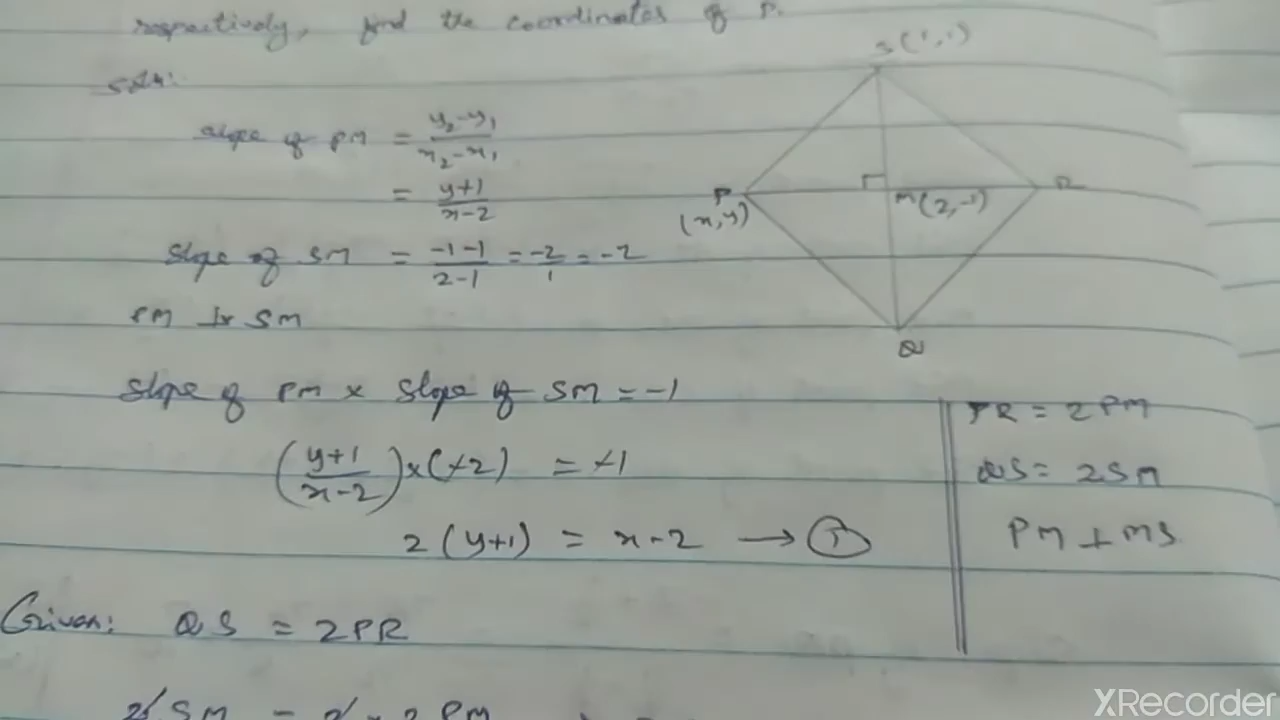 respectively, find the coordinates of P.
Soln:
S(1,1)
slope of PM = y₂-y₁/x₂-x₁
= y+1/x-2
P
(x,y)
M(2,-1)
R
Slope of SM = -1-1/2-1 = -2/1 = -2
PM ⊥r SM
Q
Slope of PM x Slope of SM = -1
PR = 2PM
(y+1/x-2)x(-2) = -1
QS = 2SM
2(y+1) = x-2 → ①
PM ⊥ MS
Given: QS = 2PR
2SM = 2x2PM
XRecorder